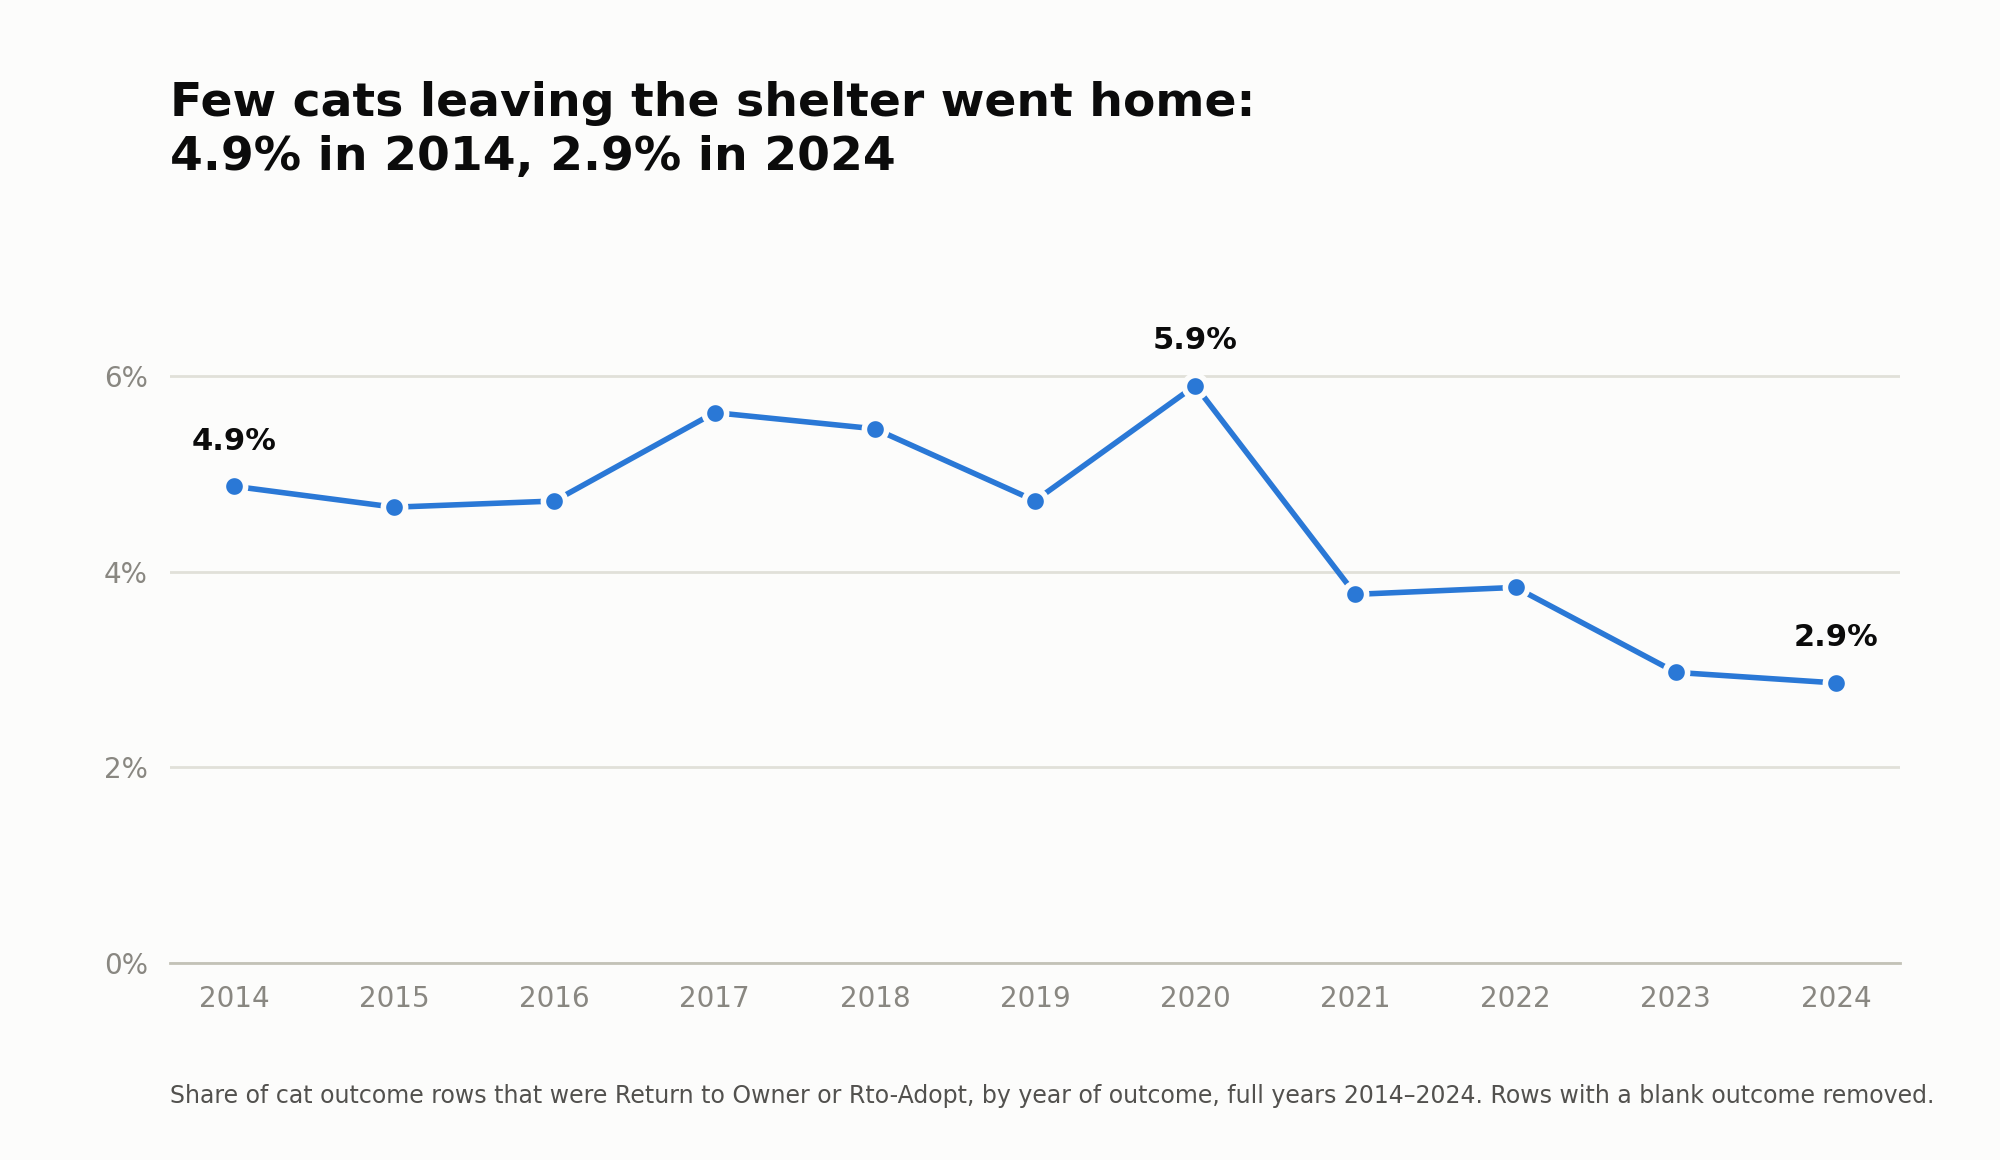 Few cats leaving the shelter went home:
4.9% in 2014, 2.9% in 2024
5.9%
6%
4.9%
4%
2.9%
2%
0%
2014 2015 2016 2017 2018 2019 2020 2021 2022 2023 2024
Share of cat outcome rows that were Return to Owner or Rto-Adopt, by year of outcome, full years 2014–2024. Rows with a blank outcome removed.